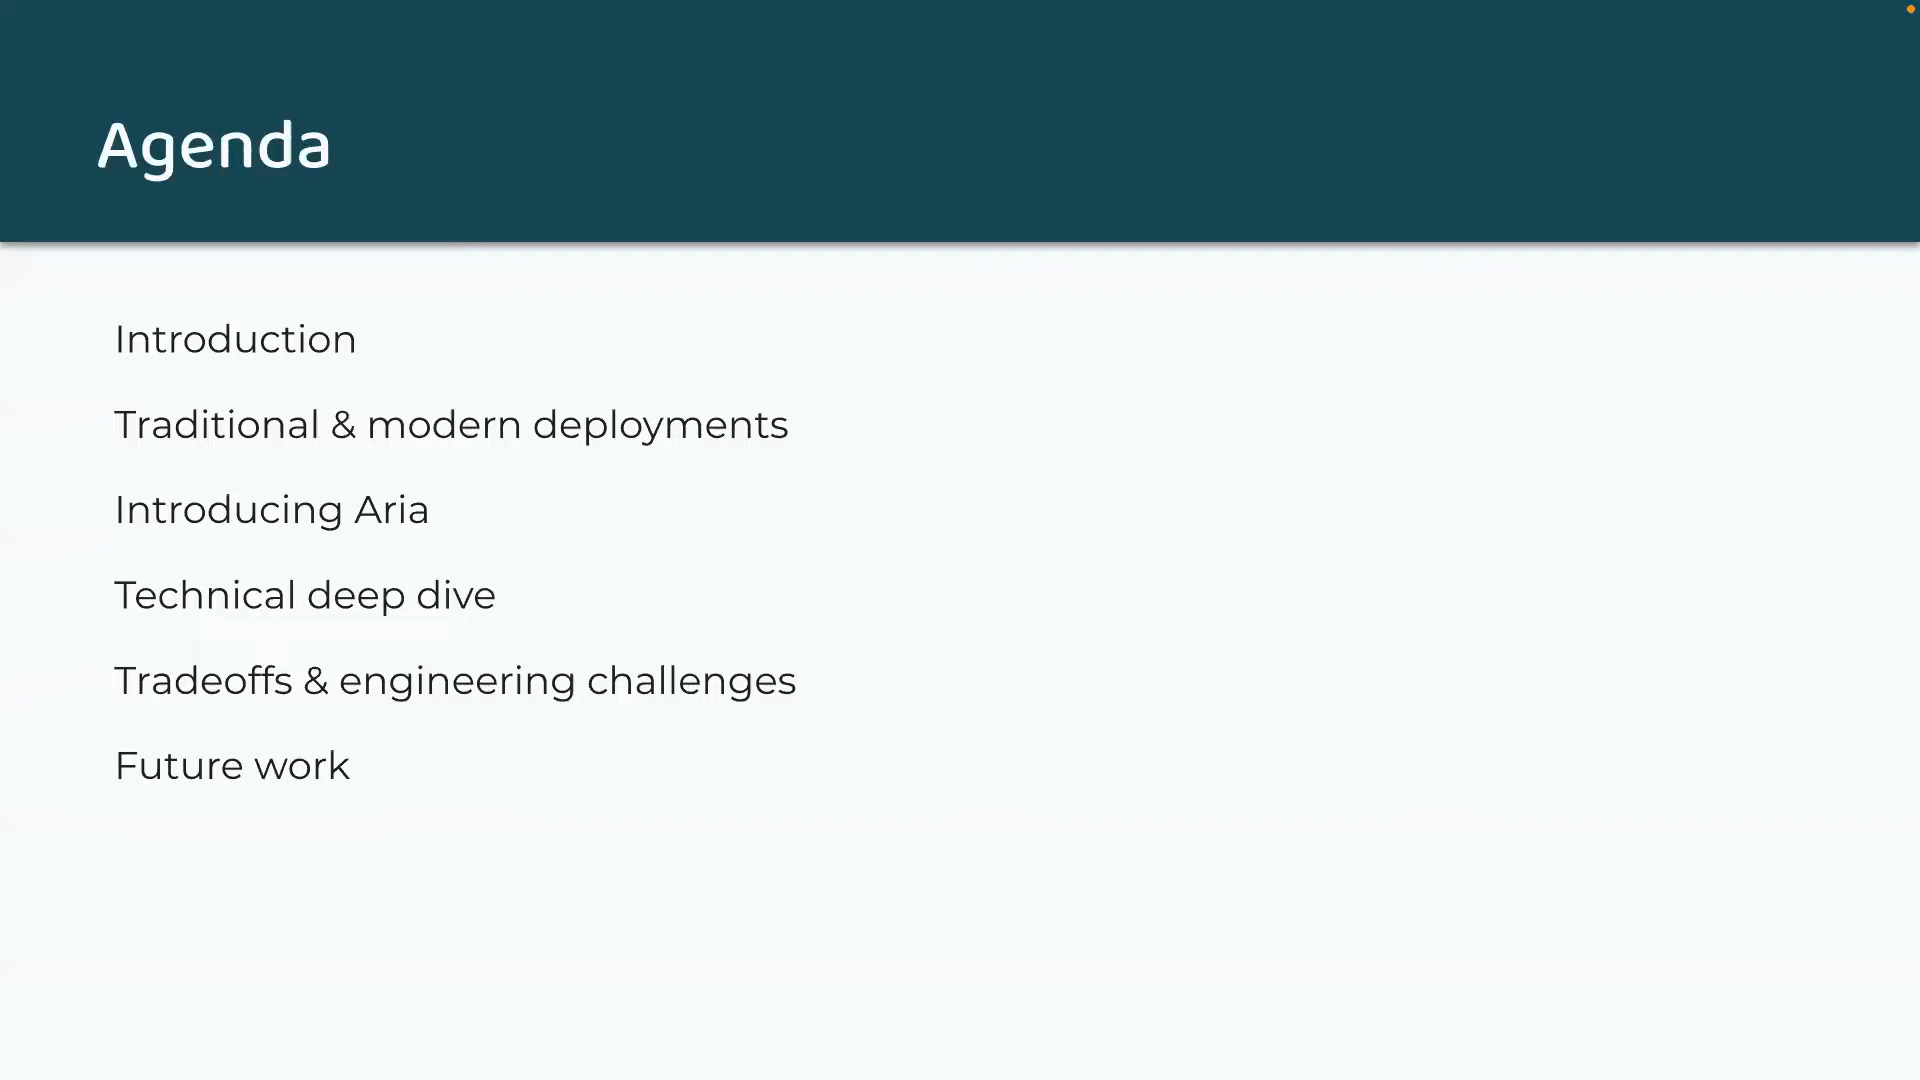 Agenda
Introduction
Traditional & modern deployments
Introducing Aria
Technical deep dive
Tradeoffs & engineering challenges
Future work